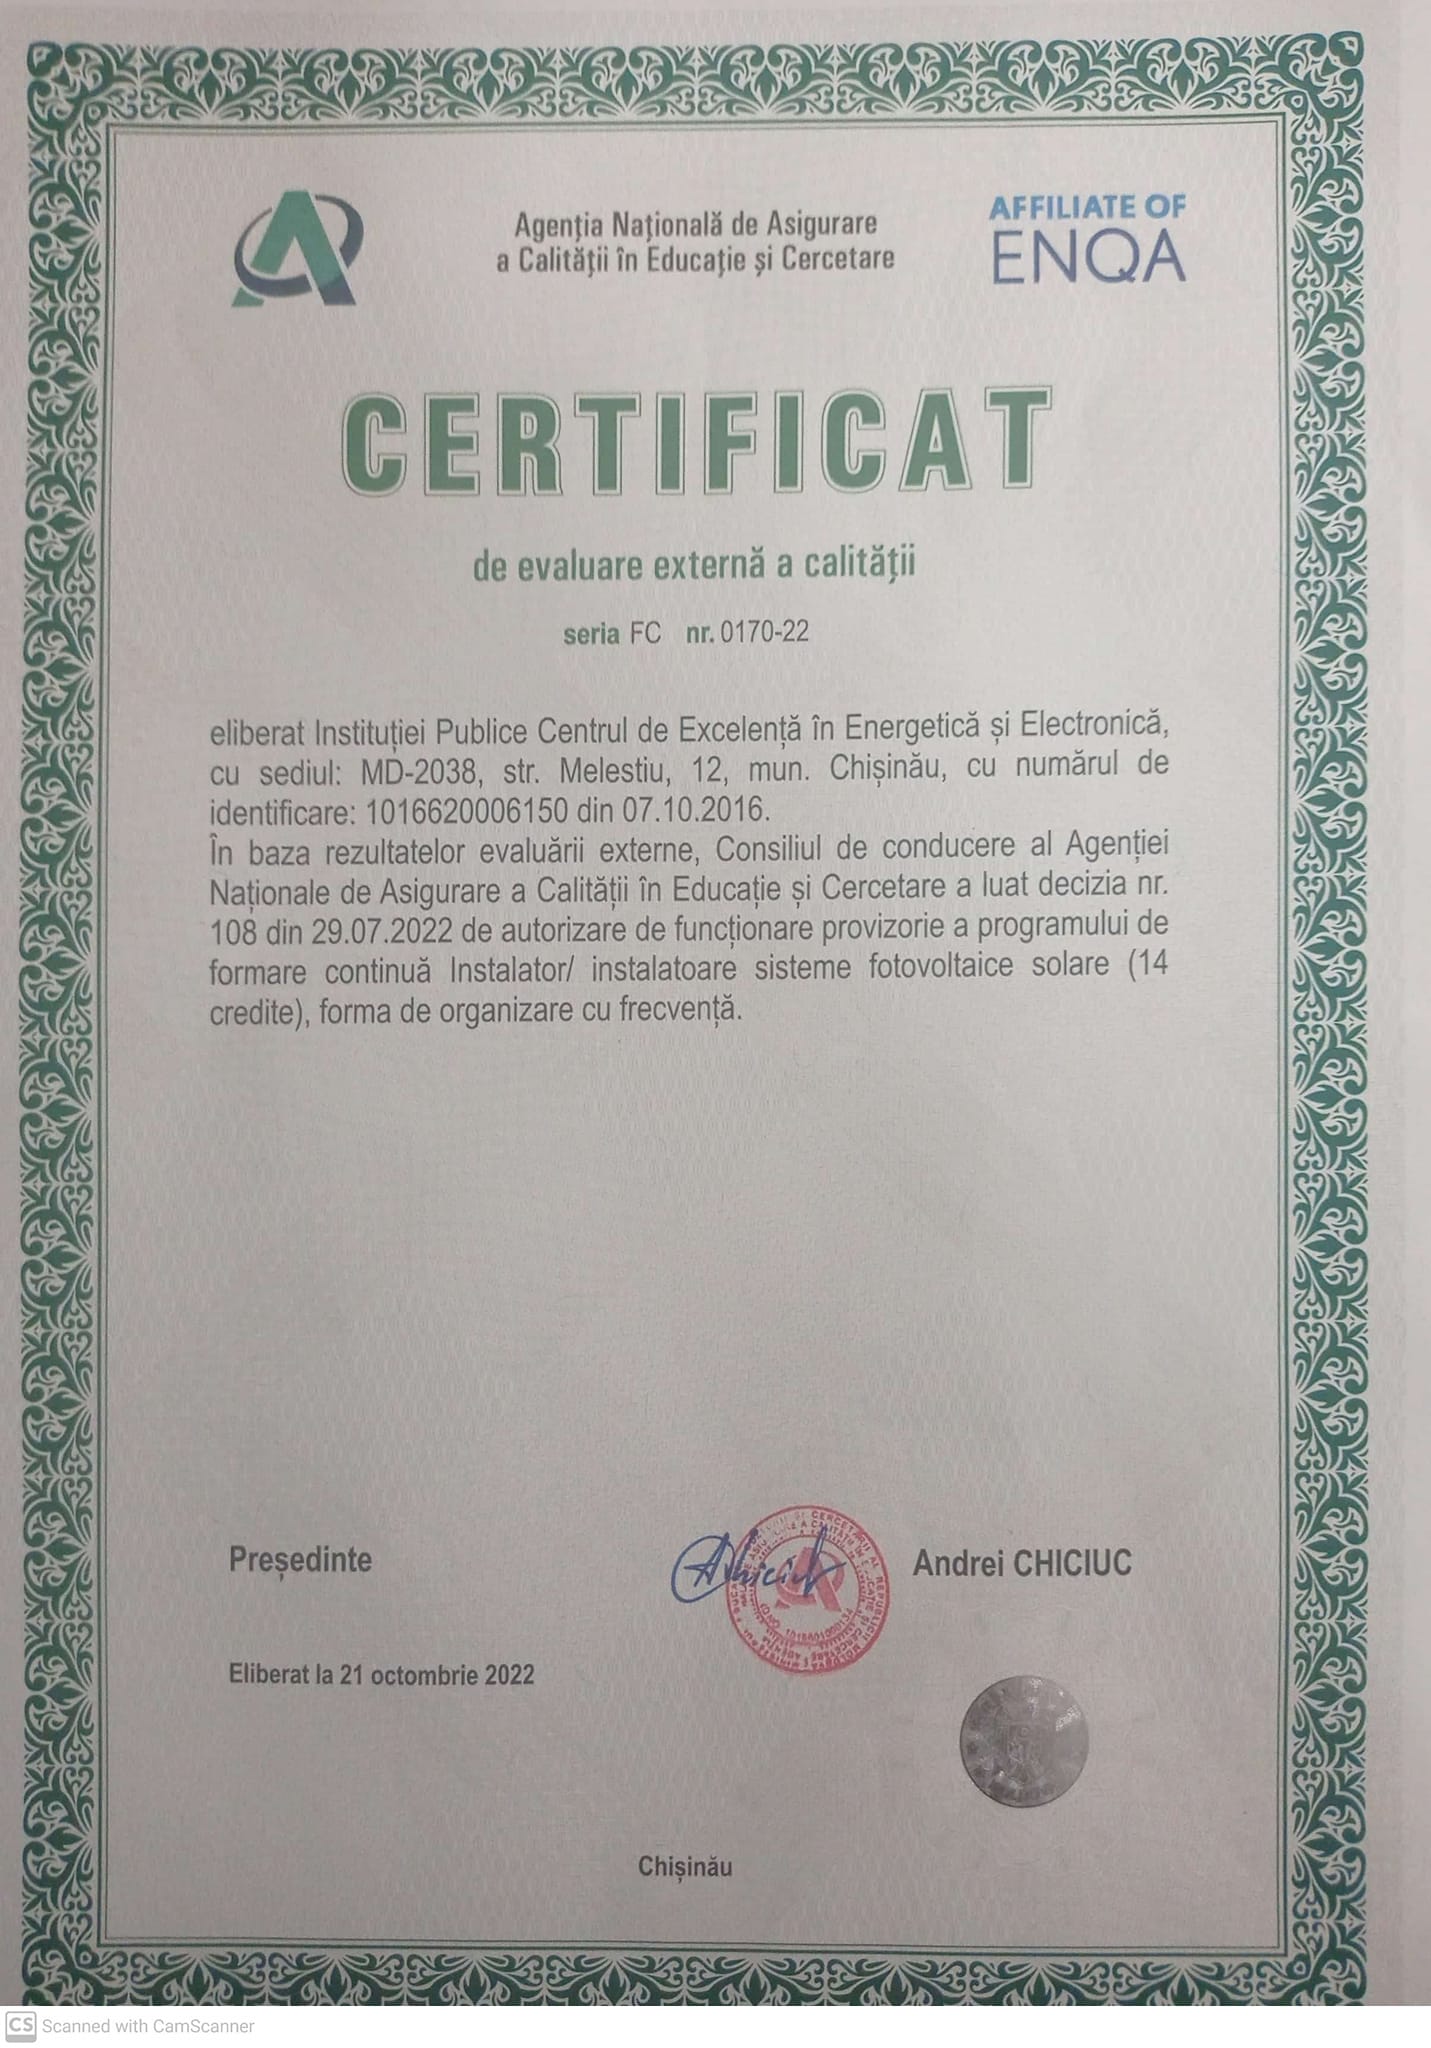 Agenția Națională de Asigurare
a Calității în Educație și Cercetare
AFFILIATE OF
ENQA
CERTIFICAT
de evaluare externă a calității
seria FC nr. 0170-22
eliberat Instituției Publice Centrul de Excelență în Energetică și Electronică,
cu sediul: MD-2038, str. Melestiu, 12, mun. Chișinău, cu numărul de
identificare: 1016620006150 din 07.10.2016.
În baza rezultatelor evaluării externe, Consiliul de conducere al Agenției
Naționale de Asigurare a Calității în Educație și Cercetare a luat decizia nr.
108 din 29.07.2022 de autorizare de funcționare provizorie a programului de
formare continuă Instalator/ instalatoare sisteme fotovoltaice solare (14
credite), forma de organizare cu frecvență.
Președinte
Andrei CHICIUC
Eliberat la 21 octombrie 2022
Chișinău
CS Scanned with CamScanner